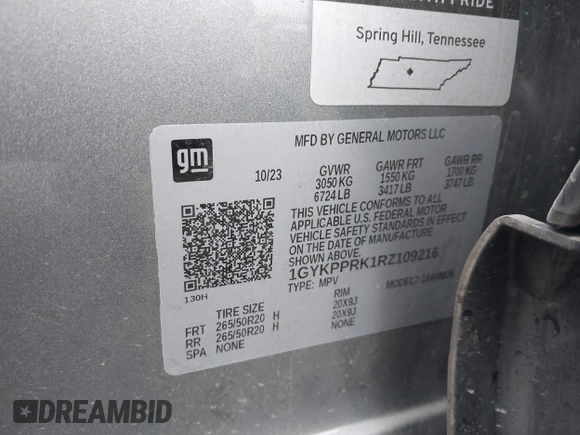 PRIDE
Spring Hill, Tennessee
gm
MFD BY GENERAL MOTORS LLC
10/23 GVWR GAWR FRT GAWR RR
3050 KG 1550 KG 1700 KG
6724 LB 3417 LB 3747 LB
THIS VEHICLE CONFORMS TO ALL
APPLICABLE U.S. FEDERAL MOTOR
VEHICLE SAFETY STANDARDS IN EFFECT
ON THE DATE OF MANUFACTURE SHOWN ABOVE.
1GYKPPRK1RZ109216
TYPE: MPV MODEL:
130H
TIRE SIZE RIM
FRT 265/50R20 H 20X9J
RR 265/50R20 H 20X9J
SPA NONE NONE
DREAMBID